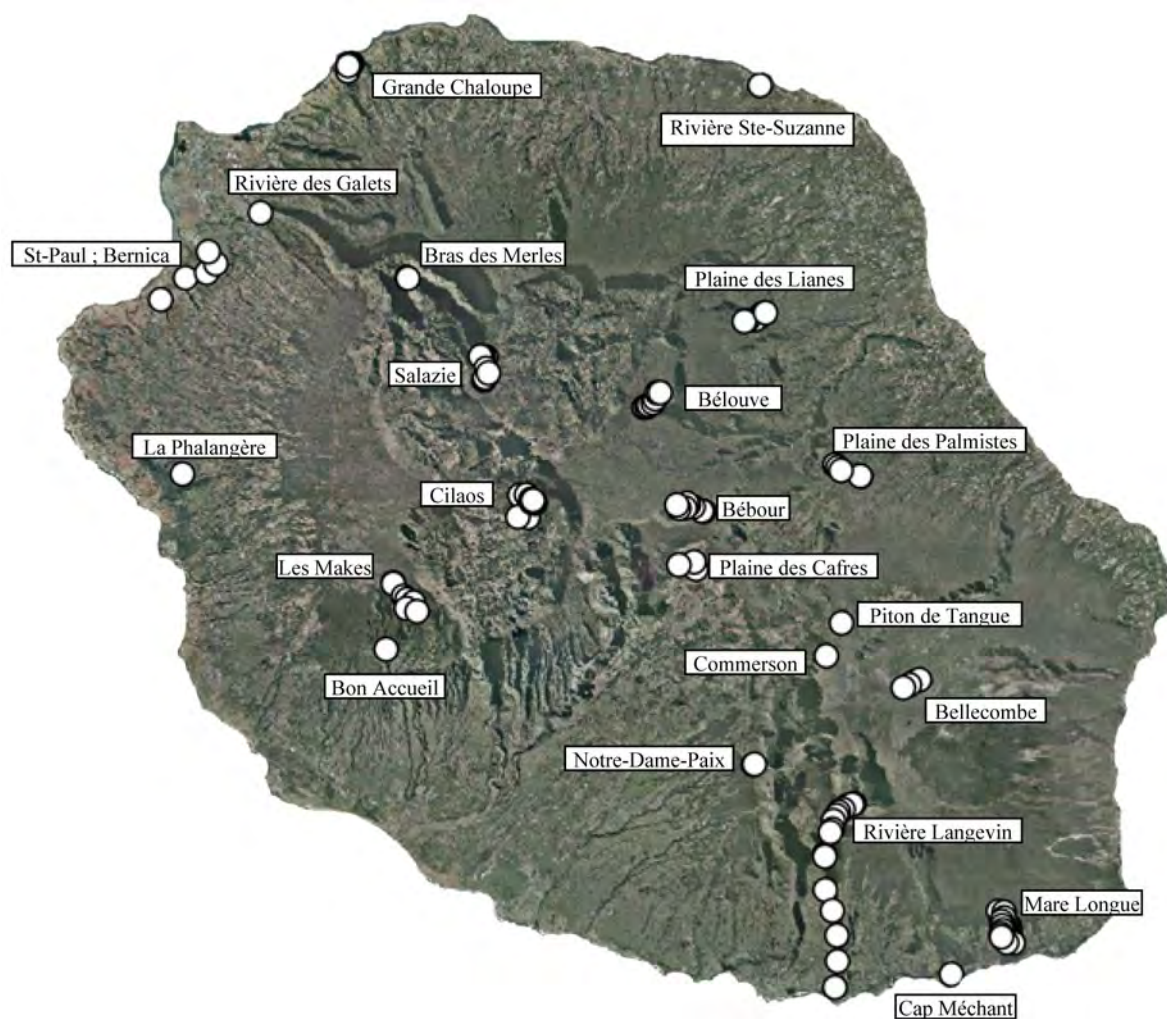 Grande Chaloupe
Rivière Ste-Suzanne
Rivière des Galets
St-Paul ; Bernica
Bras des Merles
Plaine des Lianes
Salazie
Bélouve
La Phalangère
Plaine des Palmistes
Cilaos
Bébour
Les Makes
Plaine des Cafres
Piton de Tangue
Commerson
Bon Accueil
Bellecombe
Notre-Dame-Paix
Rivière Langevin
Mare Longue
Cap Méchant